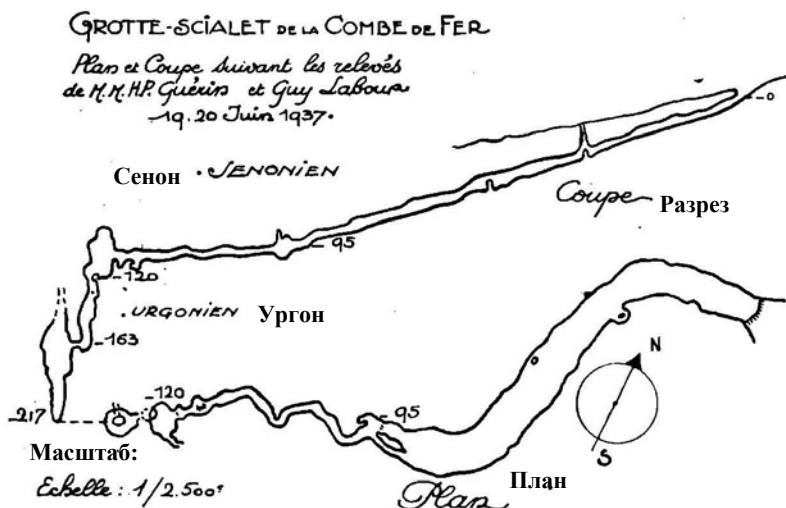 GROTTE-SCIALET DE LA COMBE DE FER
Plan et Coupe suivant les relevés
de M.M.HP. Guérin et Guy Labour
19.20 Juin 1937.
0
Сенон . SENONIEN
Coupe Разрез
95
120
. URGONIEN Ургон
163
N
120
95
217
S
Масштаб:
План
Echelle : 1/2.500e
Plan